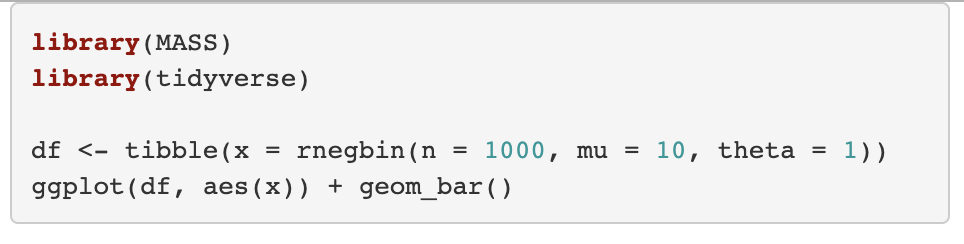 library(MASS)
library(tidyverse)
df <- tibble(x = rnegbin(n = 1000, mu = 10, theta = 1))
ggplot(df, aes(x)) + geom_bar()